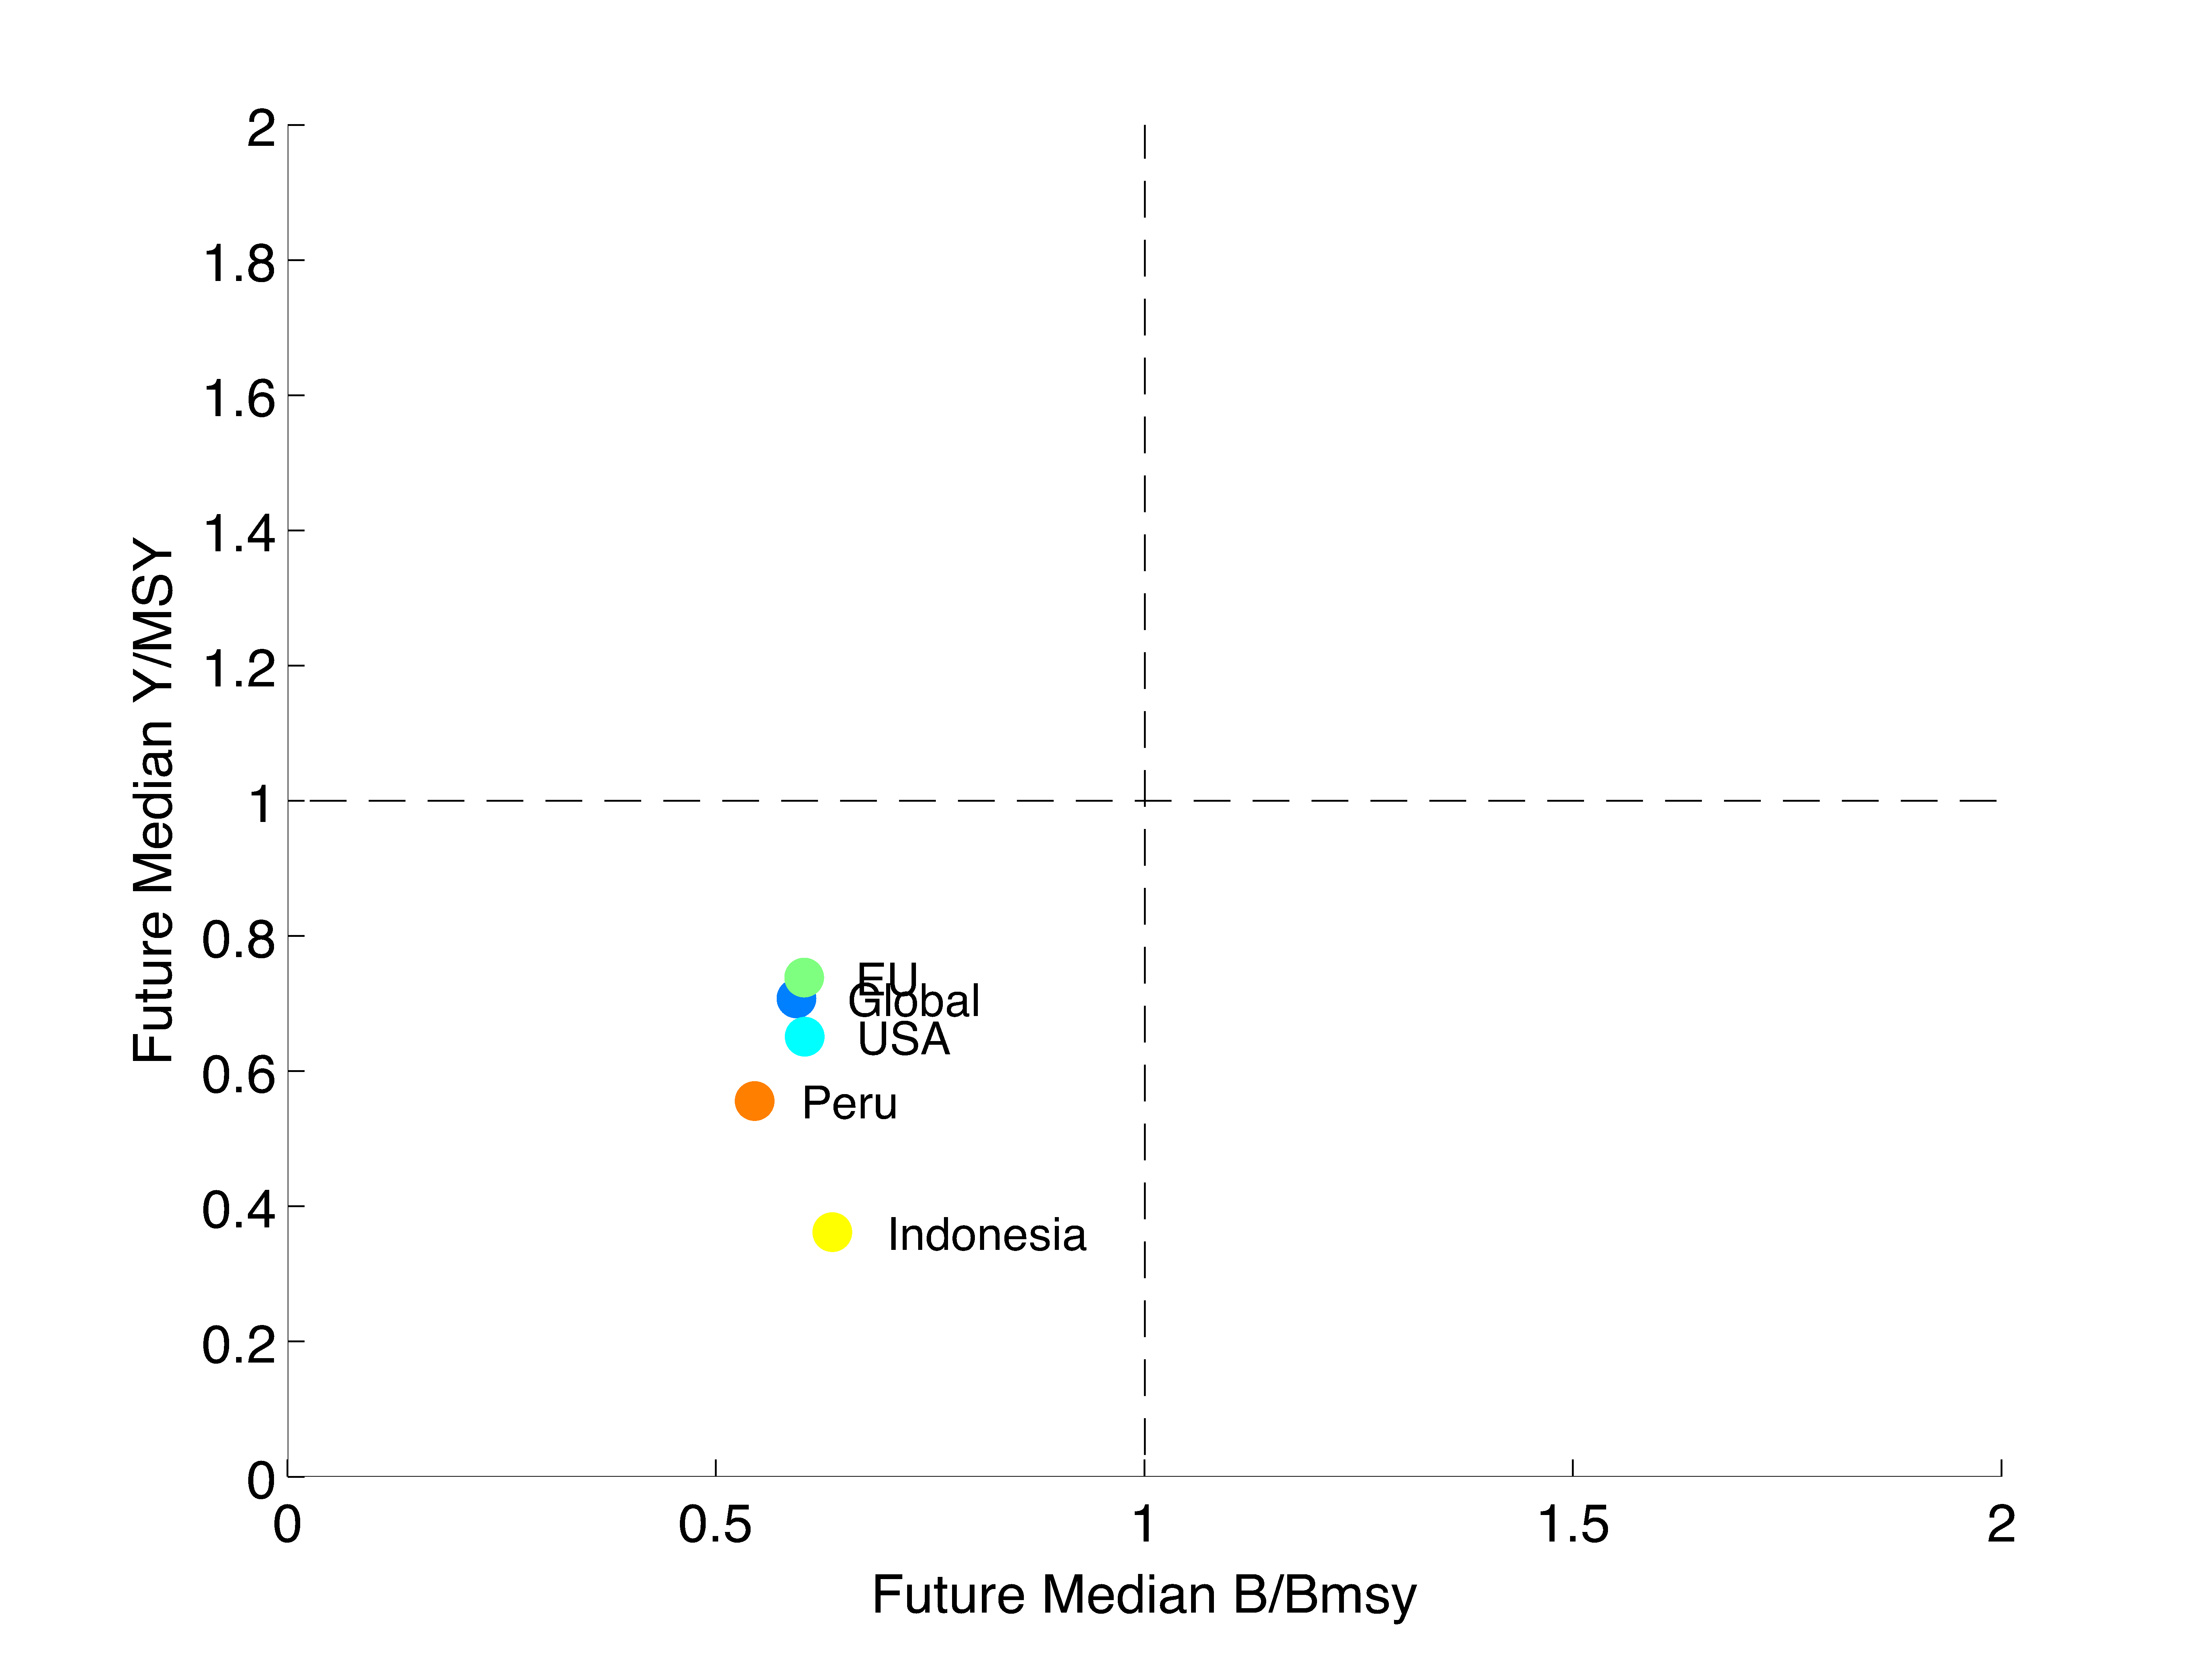 2
1.8
1.6
1.4
1.2
1
0.8
0.6
0.4
0.2
0
Future Median Y/MSY
EU
Global
USA
Peru
Indonesia
0 0.5 1 1.5 2
Future Median B/Bmsy